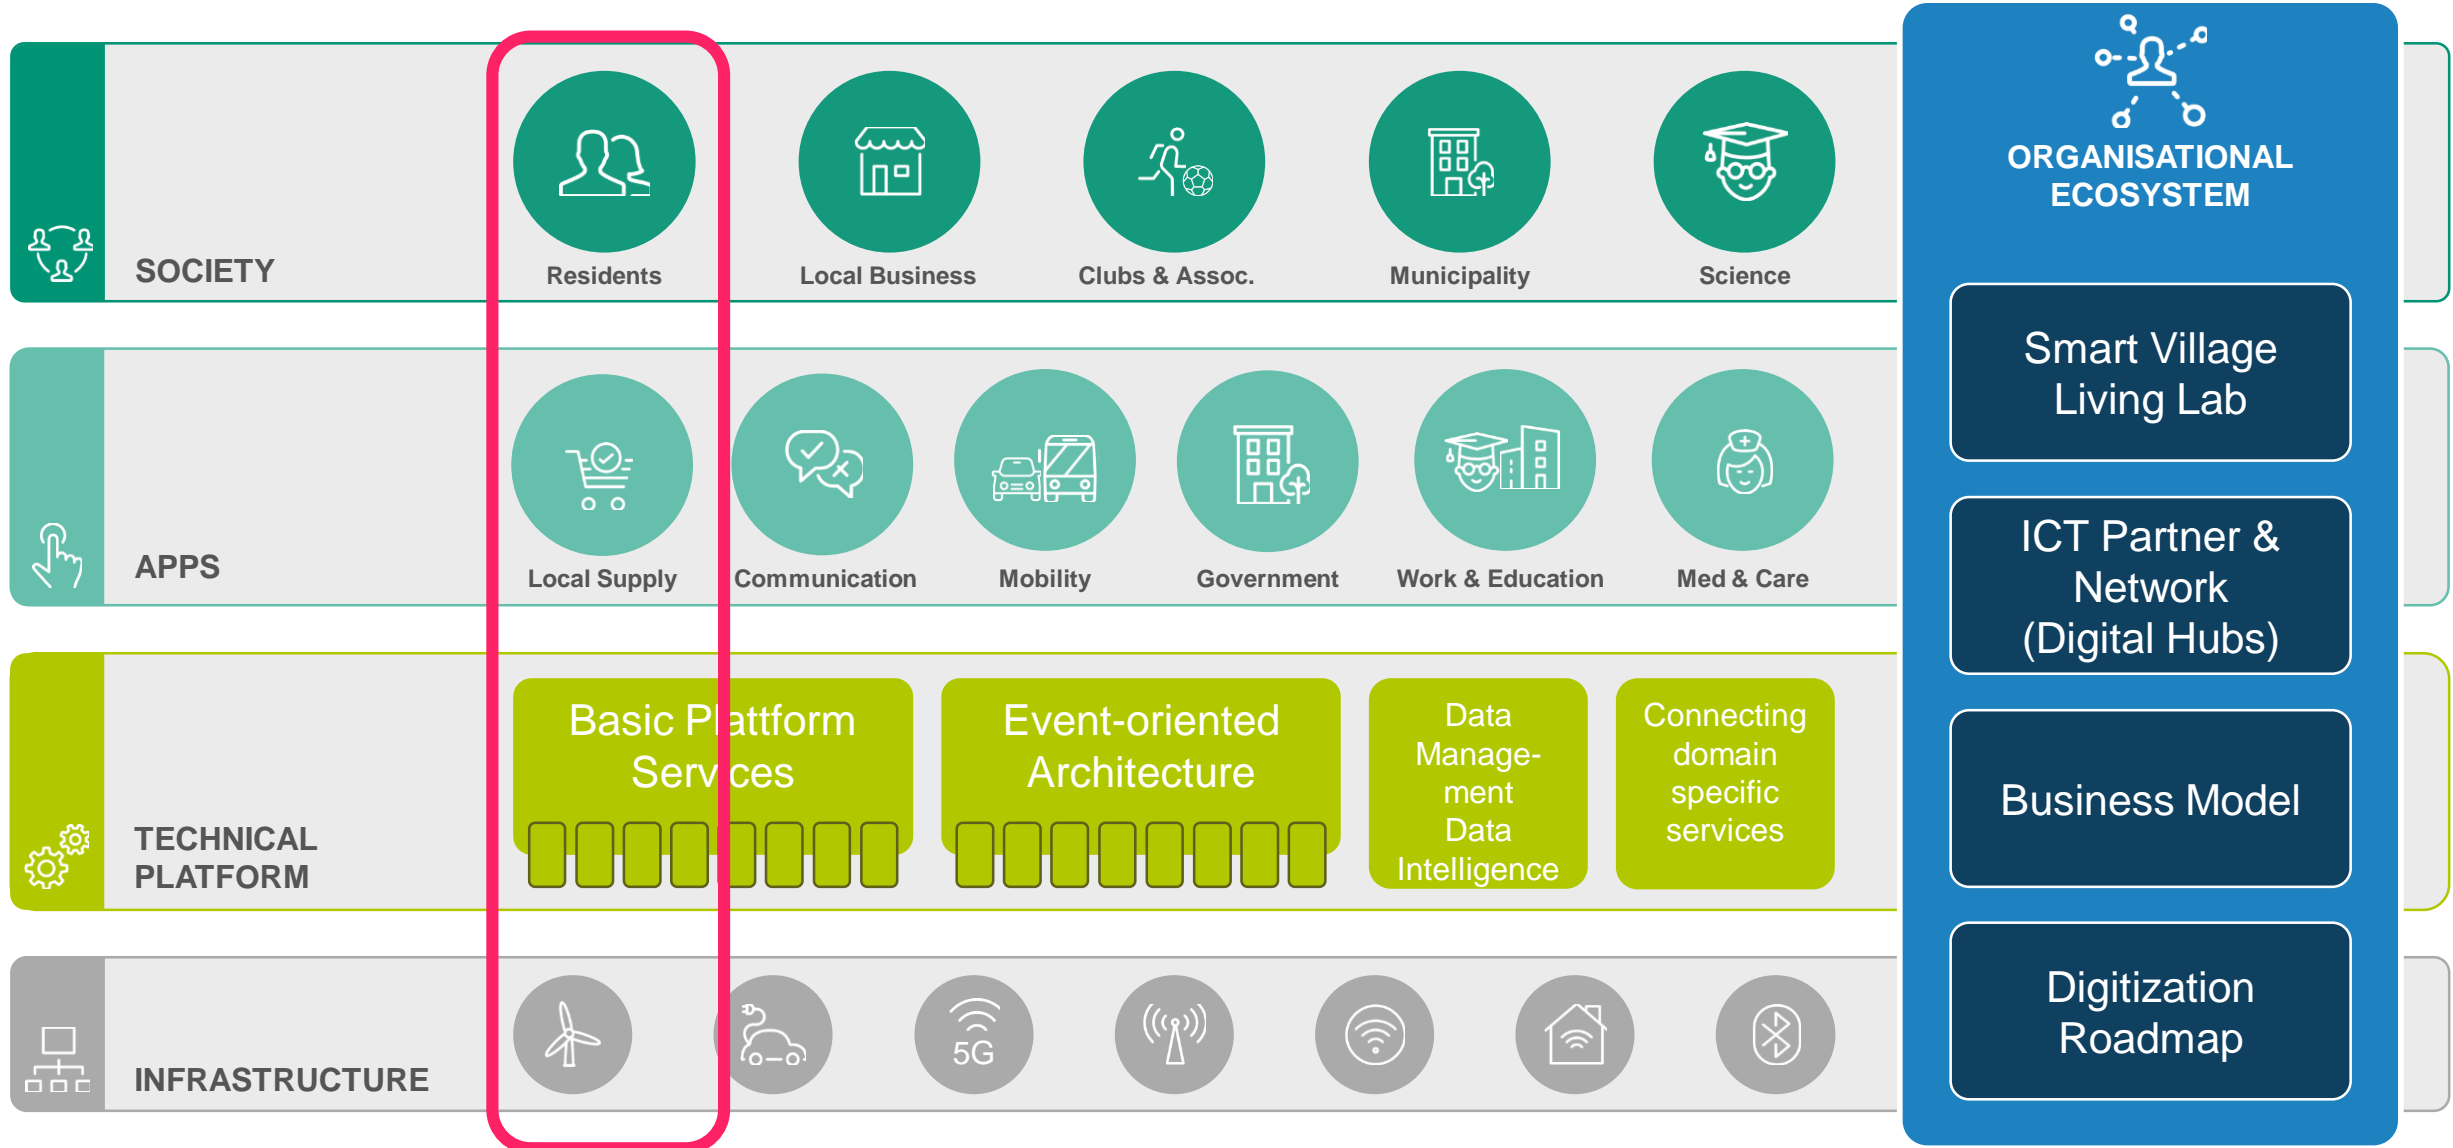 SOCIETY
Residents
Local Business
Clubs & Assoc.
Municipality
Science
APPS
Local Supply
Communication
Mobility
Government
Work & Education
Med & Care
TECHNICAL
PLATFORM
Basic Plattform
Services
Event-oriented
Architecture
Data
Manage-
ment
Data
Intelligence
Connecting
domain
specific
services
INFRASTRUCTURE
5G
ORGANISATIONAL
ECOSYSTEM
Smart Village
Living Lab
ICT Partner &
Network
(Digital Hubs)
Business Model
Digitization
Roadmap